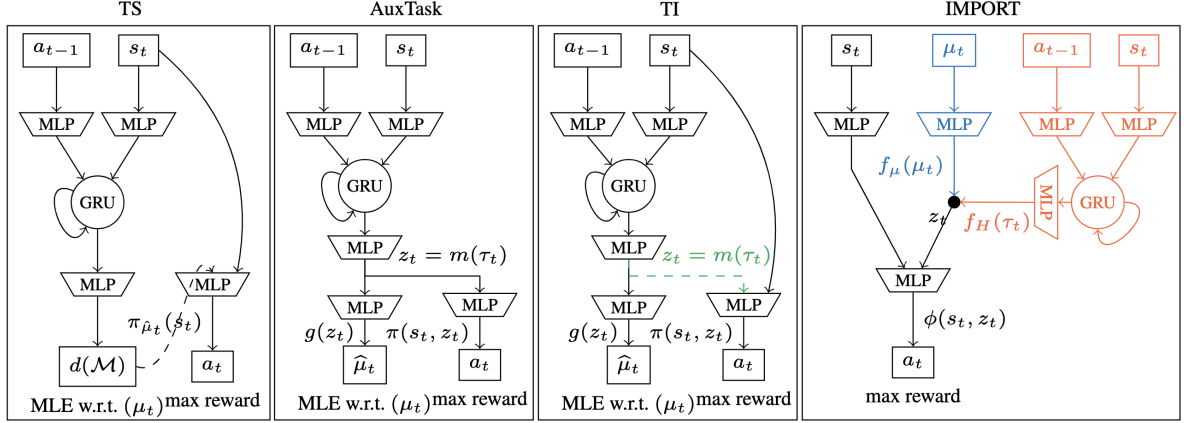 TS
a_{t-1} s_t
MLP MLP
GRU
MLP MLP
π_{μ̂_t}(s_t)
d(M) a_t
MLE w.r.t. (μ_t) max reward
AuxTask
a_{t-1} s_t
MLP MLP
GRU
MLP z_t = m(τ_t)
MLP MLP
g(z_t) π(s_t, z_t)
μ̂_t a_t
MLE w.r.t. (μ_t) max reward
TI
a_{t-1} s_t
MLP MLP
GRU
MLP z_t = m(τ_t)
MLP MLP
g(z_t) π(s_t, z_t)
μ̂_t a_t
MLE w.r.t. (μ_t) max reward
IMPORT
s_t μ_t a_{t-1} s_t
MLP MLP MLP MLP
f_μ(μ_t)
MLP GRU
z_t f_H(τ_t)
MLP
φ(s_t, z_t)
a_t
max reward